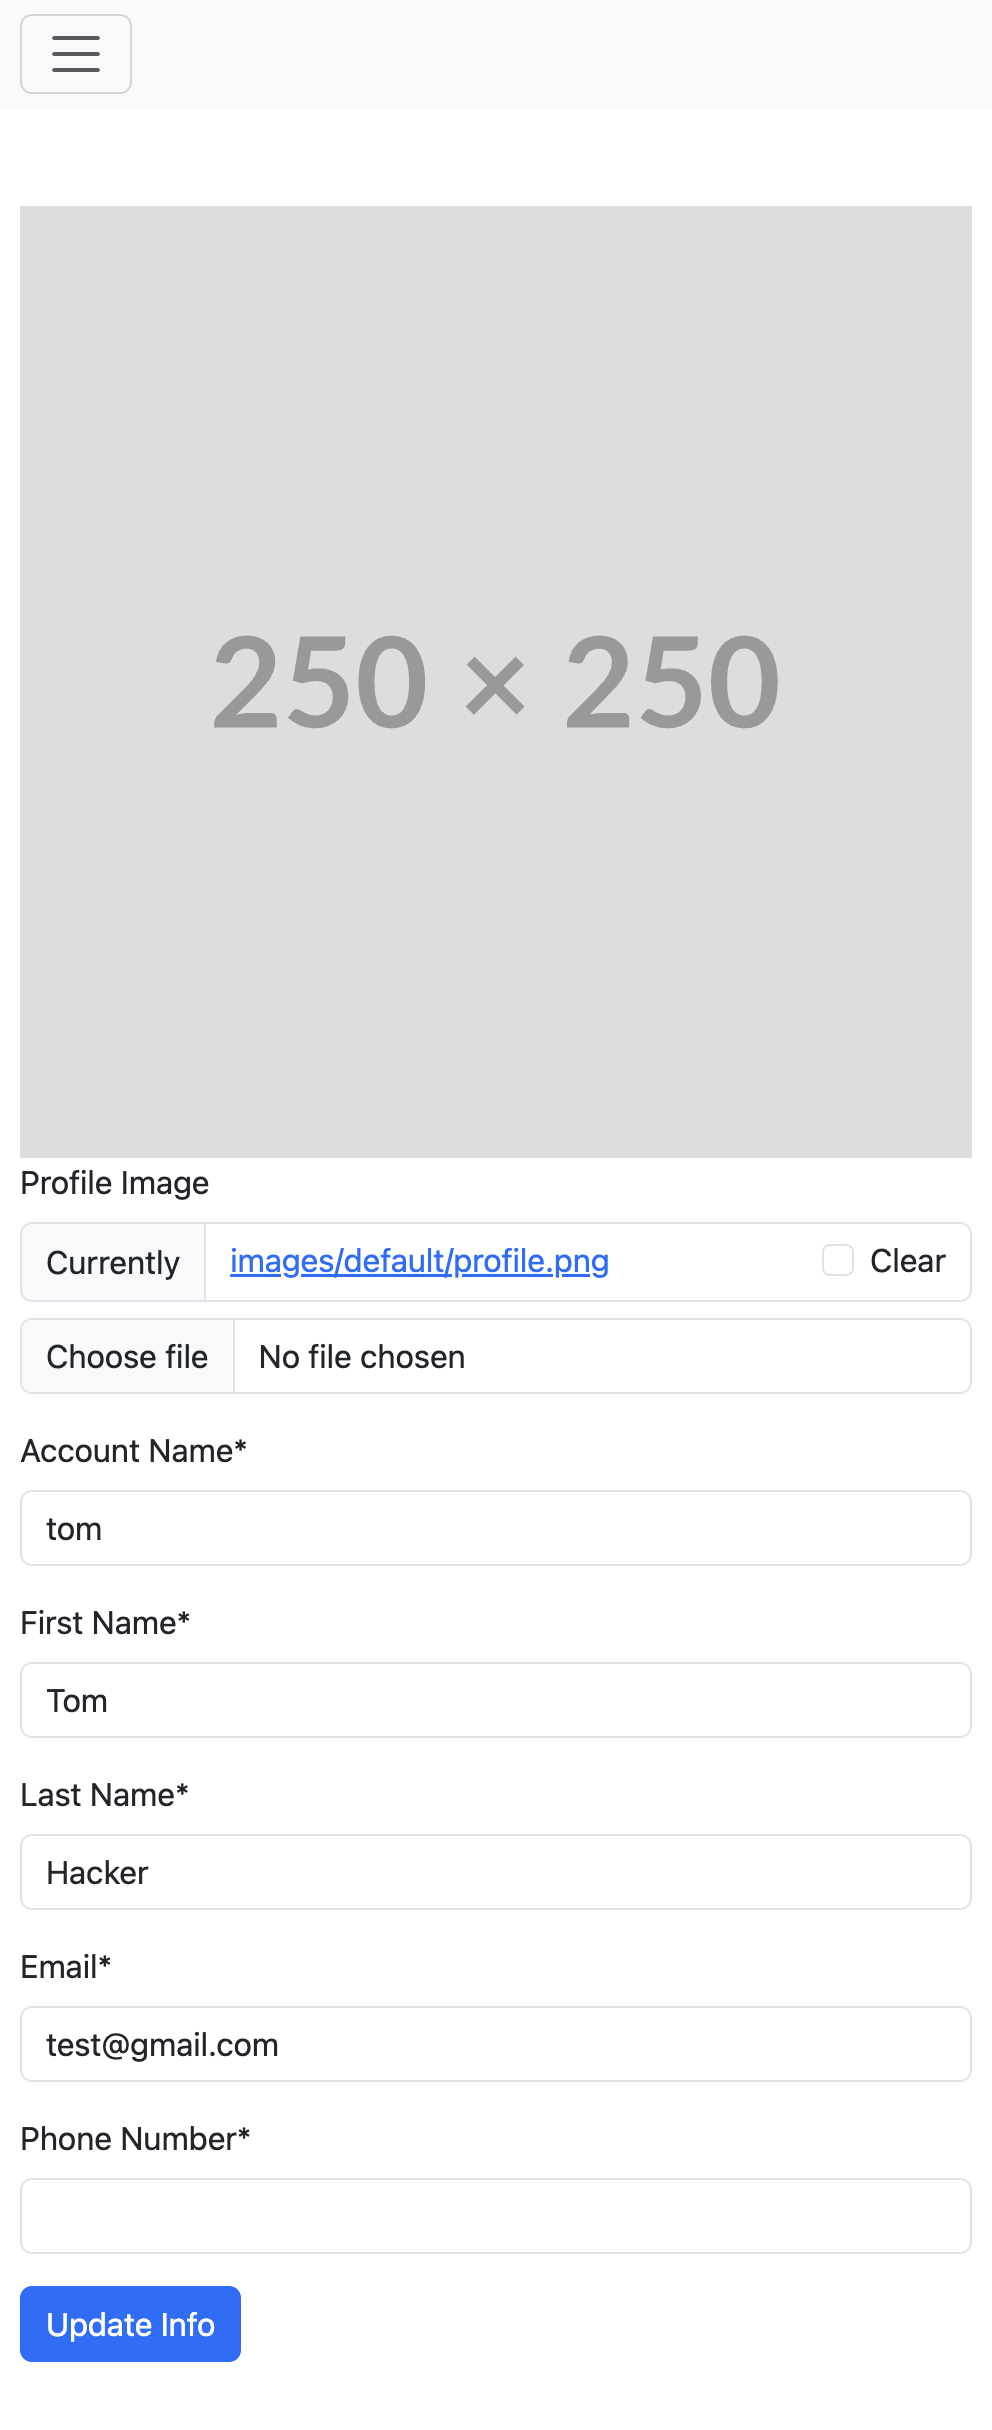 250 × 250
Profile Image
Currently images/default/profile.png Clear
Choose file No file chosen
Account Name*
tom
First Name*
Tom
Last Name*
Hacker
Email*
test@gmail.com
Phone Number*
Update Info